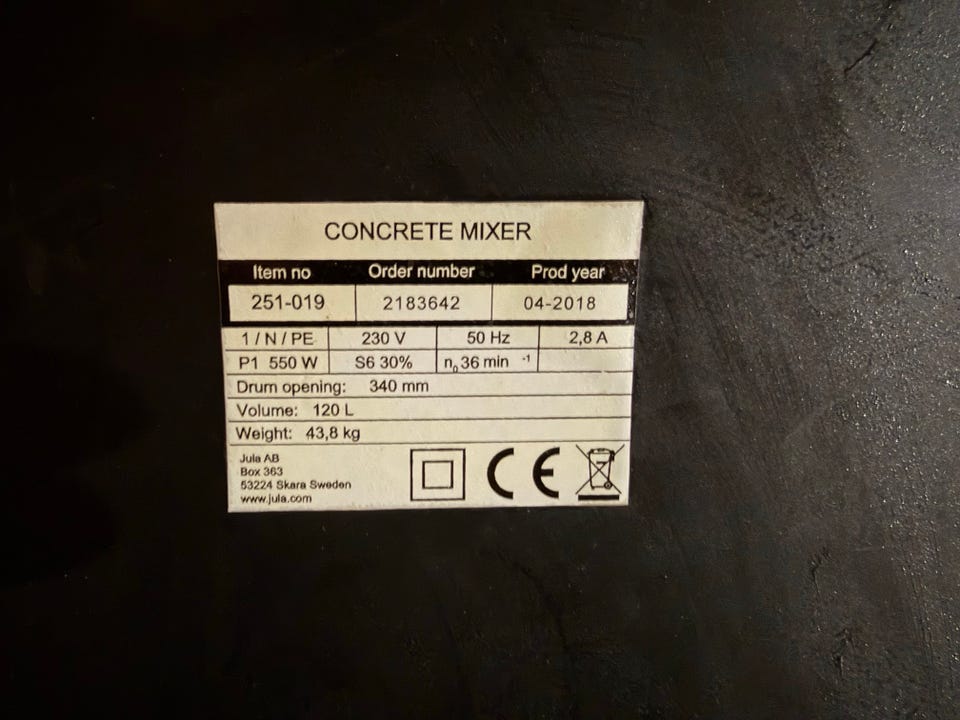 CONCRETE MIXER
Item no Order number Prod year
251-019 2183642 04-2018
1 / N / PE 230 V 50 Hz 2,8 A
P1 550 W S6 30% n₀ 36 min ⁻¹
Drum opening: 340 mm
Volume: 120 L
Weight: 43,8 kg
Jula AB
Box 363
53224 Skara Sweden
www.jula.com
CE